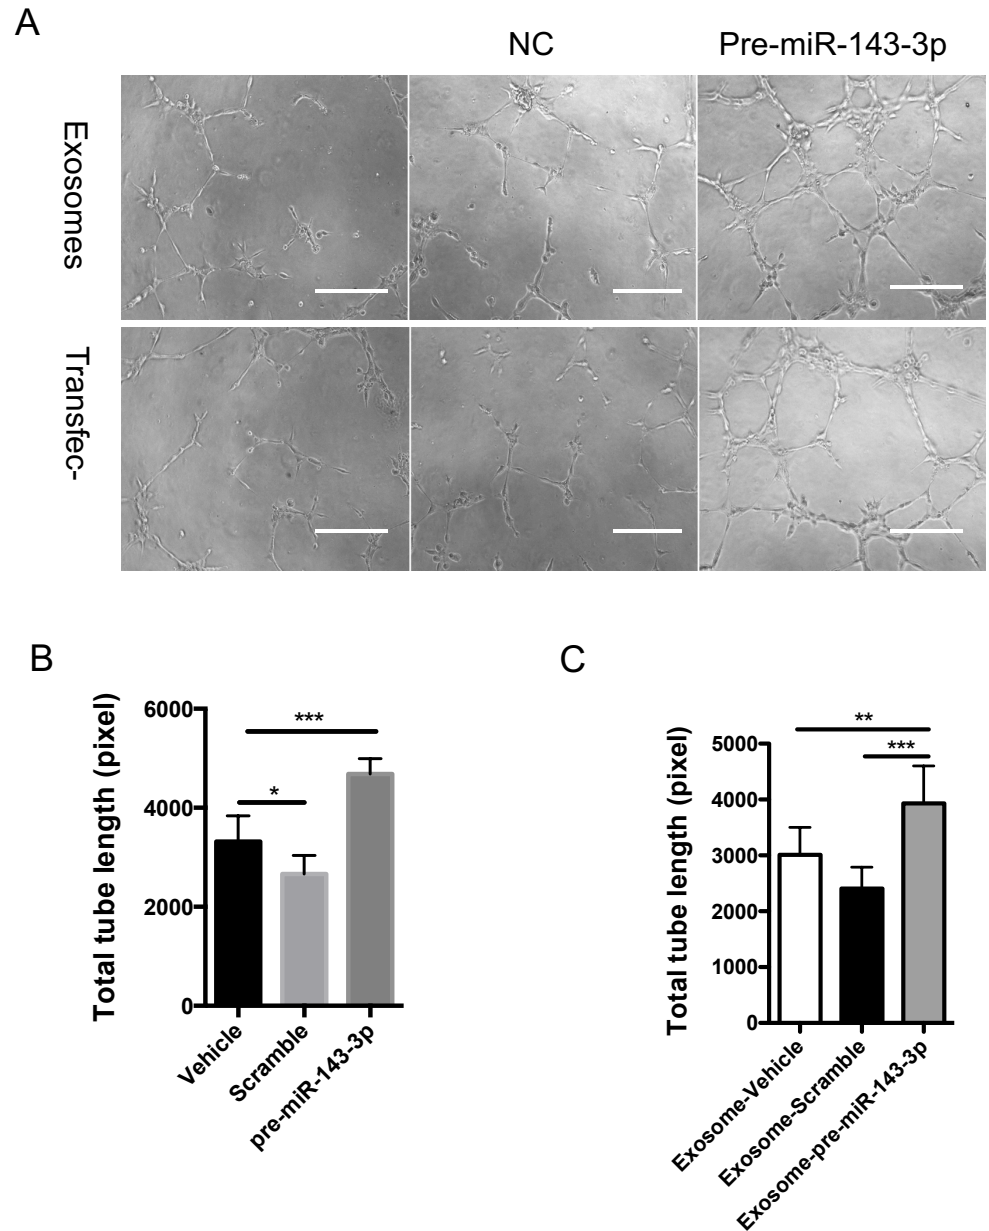 A
NC
Pre-miR-143-3p
Exosomes
Transfec-
B
Total tube length (pixel)
6000
4000
2000
0
***
*
Vehicle
Scramble
pre-miR-143-3p
C
Total tube length (pixel)
5000
4000
3000
2000
1000
0
**
***
Exosome-Vehicle
Exosome-Scramble
Exosome-pre-miR-143-3p